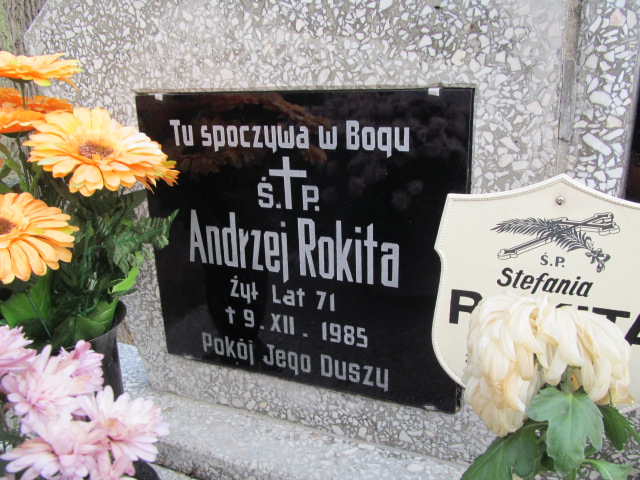 Tu spoczywa w Bogu
Ś. P.
Andrzej Rokita
Żył Lat 71
† 9. XII. 1985
Pokój Jego Duszy
Ś.P.
Stefania